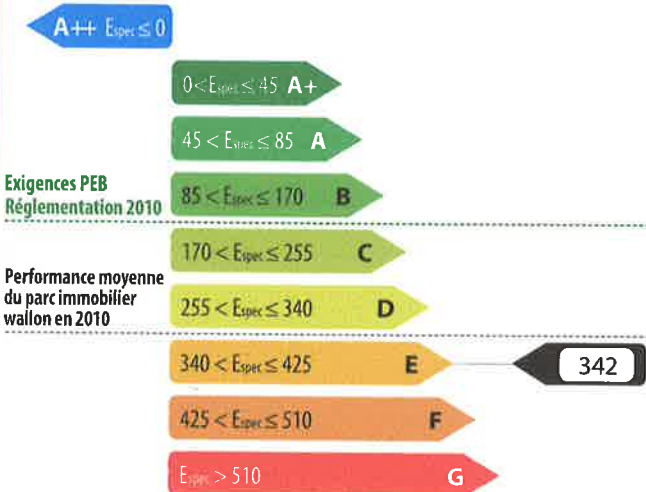 A++ Espec ≤ 0
0 < Espec ≤ 45 A+
45 < Espec ≤ 85 A
Exigences PEB
Réglementation 2010
85 < Espec ≤ 170 B
170 < Espec ≤ 255 C
Performance moyenne
du parc immobilier
wallon en 2010
255 < Espec ≤ 340 D
340 < Espec ≤ 425 E
342
425 < Espec ≤ 510 F
Espec > 510 G